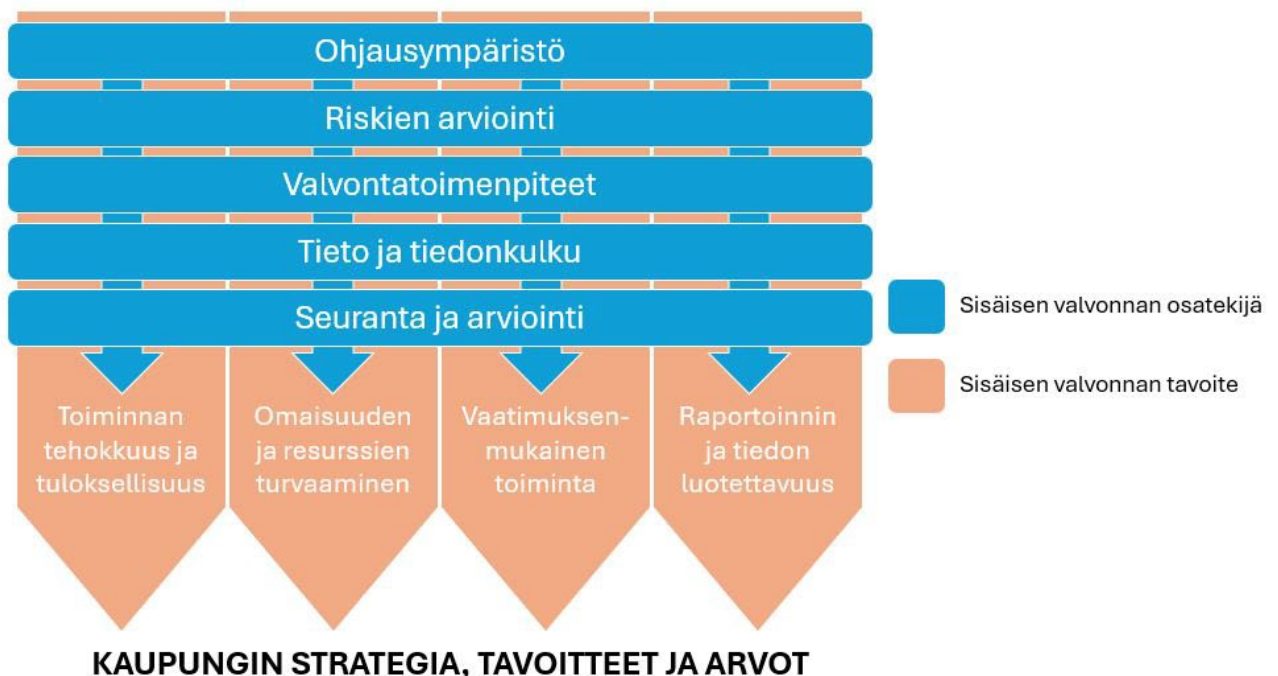 Ohjausympäristö
Riskien arviointi
Valvontatoimenpiteet
Tieto ja tiedonkulku
Seuranta ja arviointi
Toiminnan
tehokkuus ja
tuloksellisuus
Omaisuuden
ja resurssien
turvaaminen
Vaatimuksen-
mukainen
toiminta
Raportoinnin
ja tiedon
luotettavuus
Sisäisen valvonnan osatekijä
Sisäisen valvonnan tavoite
KAUPUNGIN STRATEGIA, TAVOITTEET JA ARVOT